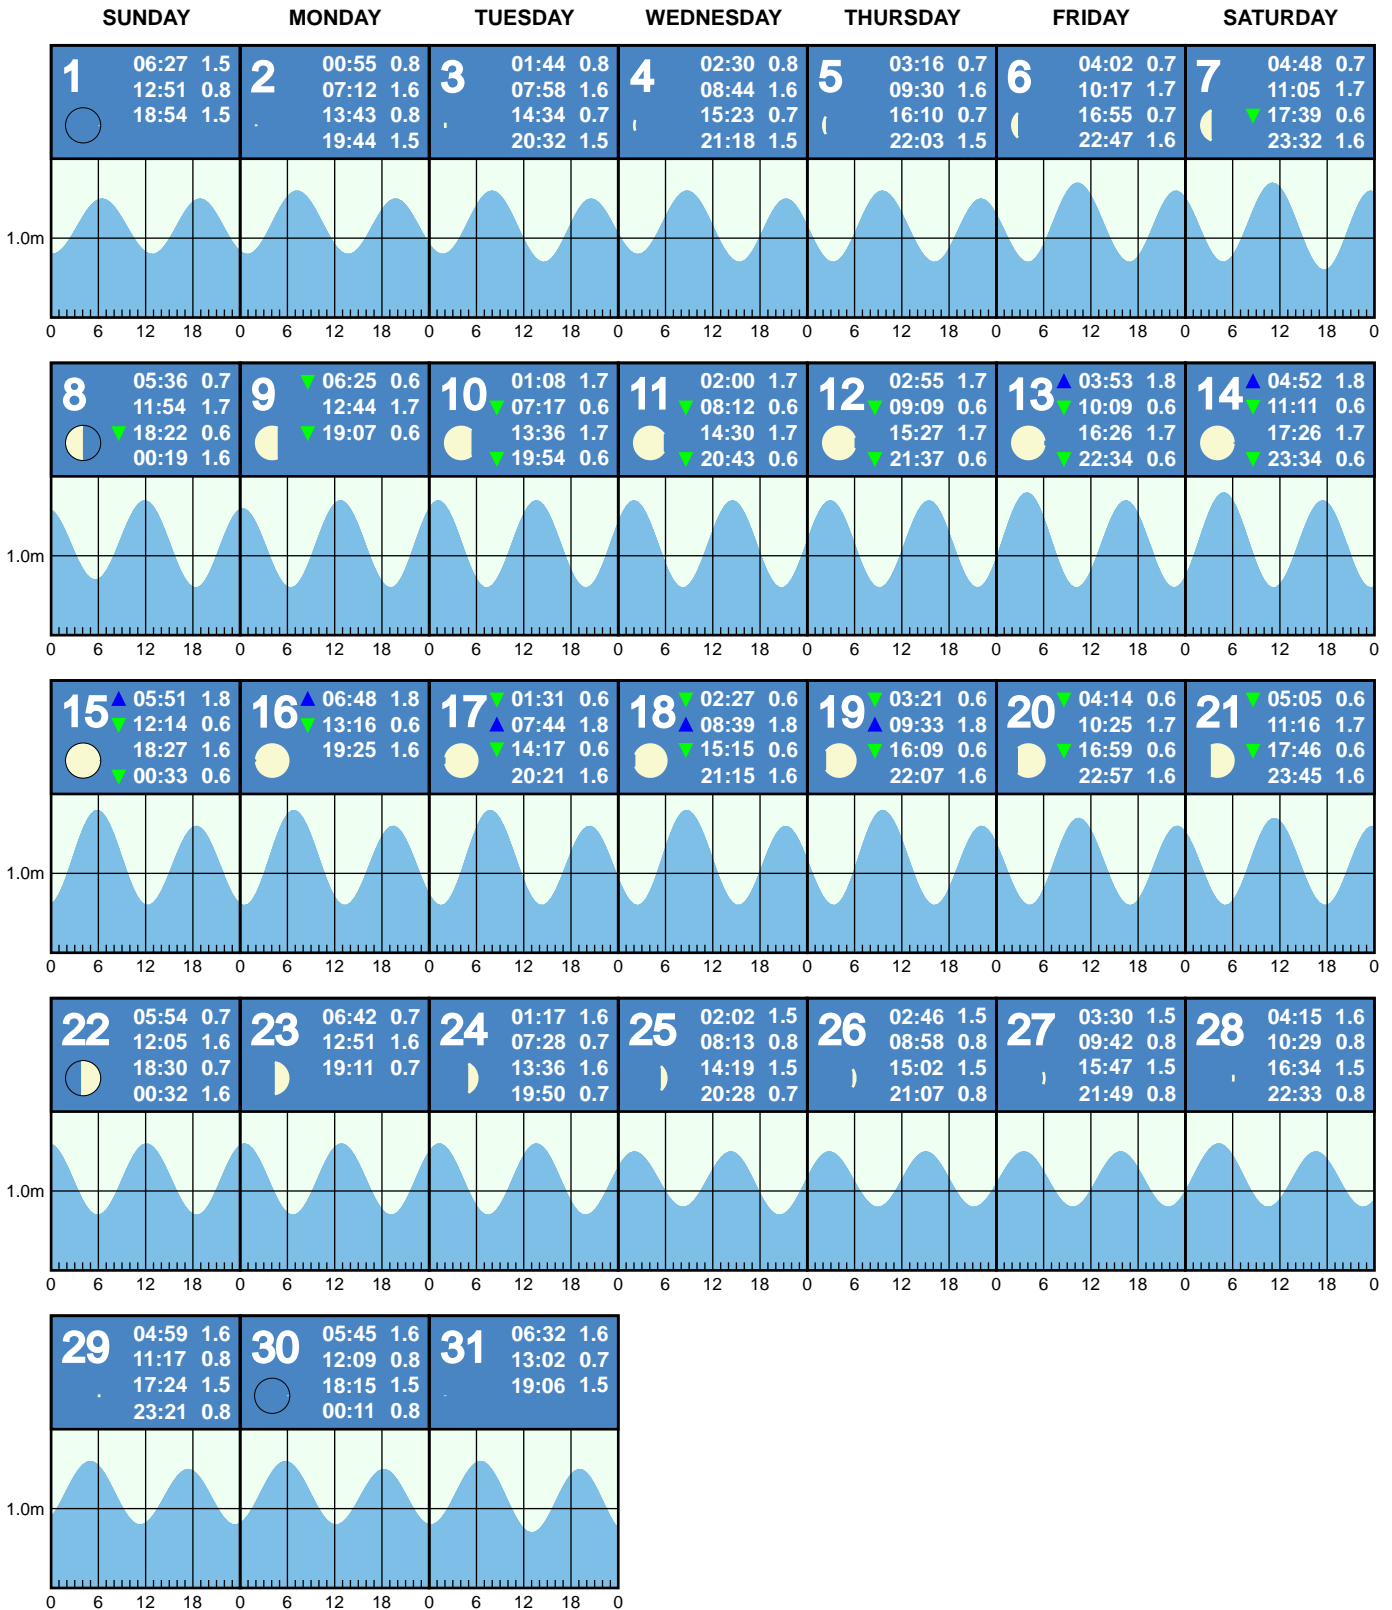 SUNDAY MONDAY TUESDAY WEDNESDAY THURSDAY FRIDAY SATURDAY
1 06:27 1.5
12:51 0.8
18:54 1.5
2 00:55 0.8
07:12 1.6
13:43 0.8
19:44 1.5
3 01:44 0.8
07:58 1.6
14:34 0.7
20:32 1.5
4 02:30 0.8
08:44 1.6
15:23 0.7
21:18 1.5
5 03:16 0.7
09:30 1.6
16:10 0.7
22:03 1.5
6 04:02 0.7
10:17 1.7
16:55 0.7
22:47 1.6
7 04:48 0.7
11:05 1.7
▼ 17:39 0.6
23:32 1.6
1.0m
0 6 12 18 0 6 12 18 0 6 12 18 0 6 12 18 0 6 12 18 0 6 12 18 0 6 12 18 0
8 05:36 0.7
11:54 1.7
▼ 18:22 0.6
00:19 1.6
9 ▼ 06:25 0.6
12:44 1.7
▼ 19:07 0.6
10 01:08 1.7
▼ 07:17 0.6
13:36 1.7
▼ 19:54 0.6
11 02:00 1.7
▼ 08:12 0.6
14:30 1.7
▼ 20:43 0.6
12 02:55 1.7
▼ 09:09 0.6
15:27 1.7
▼ 21:37 0.6
13 ▲ 03:53 1.8
▼ 10:09 0.6
16:26 1.7
▼ 22:34 0.6
14 ▲ 04:52 1.8
▼ 11:11 0.6
17:26 1.7
▼ 23:34 0.6
1.0m
0 6 12 18 0 6 12 18 0 6 12 18 0 6 12 18 0 6 12 18 0 6 12 18 0 6 12 18 0
15 ▲ 05:51 1.8
▼ 12:14 0.6
18:27 1.6
▼ 00:33 0.6
16 ▲ 06:48 1.8
▼ 13:16 0.6
19:25 1.6
17 ▼ 01:31 0.6
▲ 07:44 1.8
▼ 14:17 0.6
20:21 1.6
18 ▼ 02:27 0.6
▲ 08:39 1.8
▼ 15:15 0.6
21:15 1.6
19 ▼ 03:21 0.6
▲ 09:33 1.8
▼ 16:09 0.6
22:07 1.6
20 ▼ 04:14 0.6
10:25 1.7
▼ 16:59 0.6
22:57 1.6
21 ▼ 05:05 0.6
11:16 1.7
▼ 17:46 0.6
23:45 1.6
1.0m
0 6 12 18 0 6 12 18 0 6 12 18 0 6 12 18 0 6 12 18 0 6 12 18 0 6 12 18 0
22 05:54 0.7
12:05 1.6
18:30 0.7
00:32 1.6
23 06:42 0.7
12:51 1.6
19:11 0.7
24 01:17 1.6
07:28 0.7
13:36 1.6
19:50 0.7
25 02:02 1.5
08:13 0.8
14:19 1.5
20:28 0.7
26 02:46 1.5
08:58 0.8
15:02 1.5
21:07 0.8
27 03:30 1.5
09:42 0.8
15:47 1.5
21:49 0.8
28 04:15 1.6
10:29 0.8
16:34 1.5
22:33 0.8
1.0m
0 6 12 18 0 6 12 18 0 6 12 18 0 6 12 18 0 6 12 18 0 6 12 18 0 6 12 18 0
29 04:59 1.6
11:17 0.8
17:24 1.5
23:21 0.8
30 05:45 1.6
12:09 0.8
18:15 1.5
00:11 0.8
31 06:32 1.6
13:02 0.7
19:06 1.5
1.0m
0 6 12 18 0 6 12 18 0 6 12 18 0